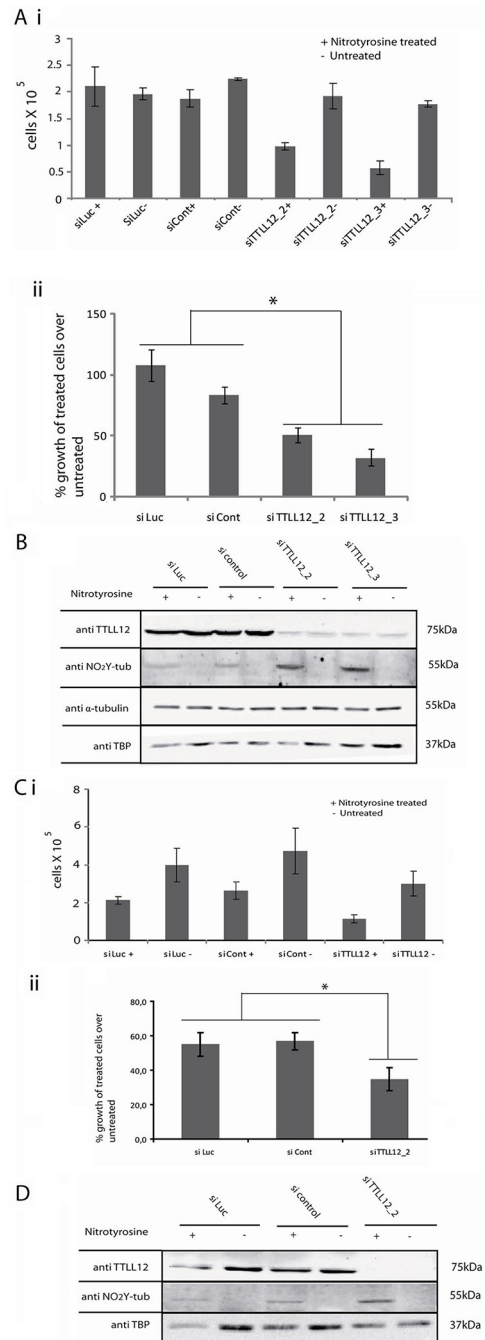 A i
+ Nitrotyrosine treated
- Untreated
cells X 10 5
3
2.5
2
1.5
1
0.5
0
siLuc +
SiLuc-
siCont+
siCont-
siTTLL12_2+
siTTLL12_2-
siTTLL12_3+
siTTLL12_3-
ii
*
% growth of treated cells over
untreated
150
100
50
0
si Luc
si Cont
si TTLL12_2
si TTLL12_3
B
si Luc
si control
si TTLL12_2
si TTLL12_3
Nitrotyrosine + - + - + - + -
anti TTLL12 75kDa
anti NO2Y-tub 55kDa
anti α-tubulin 55kDa
anti TBP 37kDa
C i
+ Nitrotyrosine treated
- Untreated
cells X 10 5
8
6
4
2
0
si Luc +
si Luc -
si Cont +
si Cont -
si TTLL12 +
si TTLL12 -
ii
*
% growth of treated cells over
untreated
80,0
60,0
40,0
20,0
0,0
si Luc
si Cont
siTTLL12_2
D
si Luc
si control
siTTLL12_2
Nitrotyrosine + - + - + -
anti TTLL12 75kDa
anti NO2Y-tub 55kDa
anti TBP 37kDa